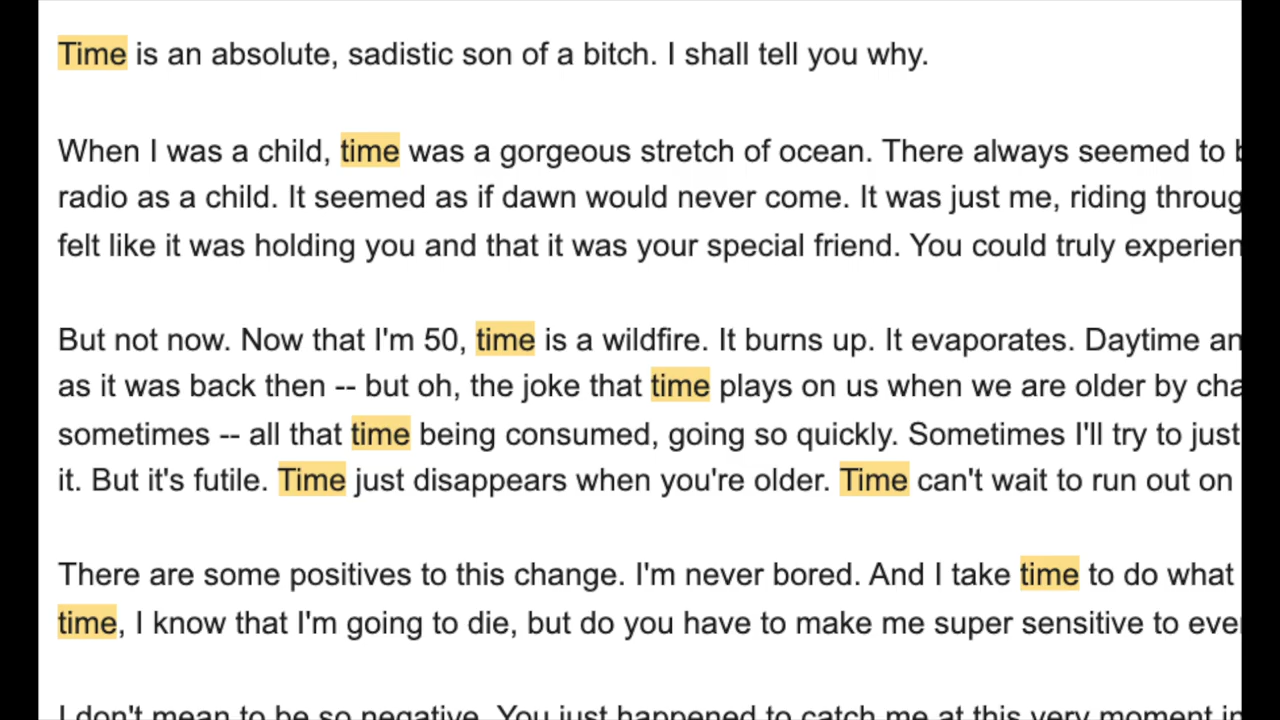 Time is an absolute, sadistic son of a bitch. I shall tell you why.
When I was a child, time was a gorgeous stretch of ocean. There always seemed to
radio as a child. It seemed as if dawn would never come. It was just me, riding
felt like it was holding you and that it was your special friend. You could truly
But not now. Now that I'm 50, time is a wildfire. It burns up. It evaporates. Daytime
as it was back then -- but oh, the joke that time plays on us when we are older by
sometimes -- all that time being consumed, going so quickly. Sometimes I'll try to just
it. But it's futile. Time just disappears when you're older. Time can't wait to run out on
There are some positives to this change. I'm never bored. And I take time to do what
time, I know that I'm going to die, but do you have to make me super sensitive to
I don't mean to be so negative. You just happened to catch me at this very moment in